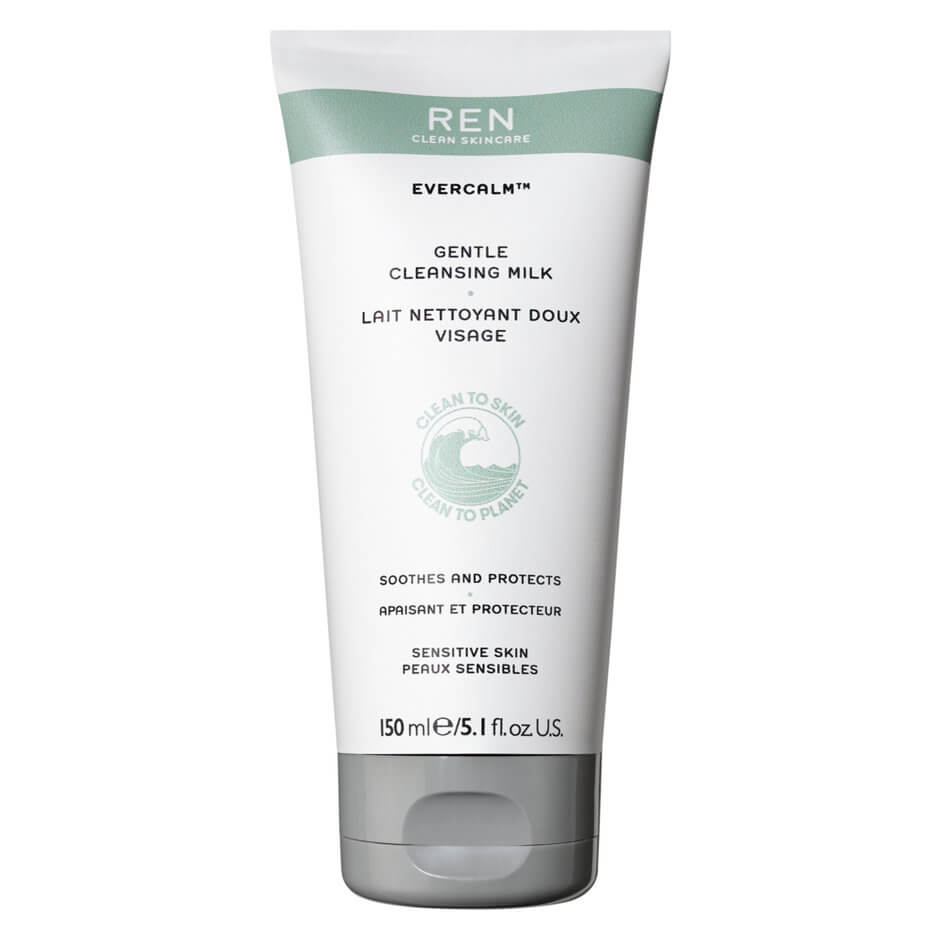 REN
CLEAN SKINCARE
EVERCALM™
GENTLE
CLEANSING MILK
LAIT NETTOYANT DOUX
VISAGE
CLEAN TO SKIN
CLEAN TO PLANET
SOOTHES AND PROTECTS
APAISANT ET PROTECTEUR
SENSITIVE SKIN
PEAUX SENSIBLES
150 ml℮/5.1 fl. oz. U.S.